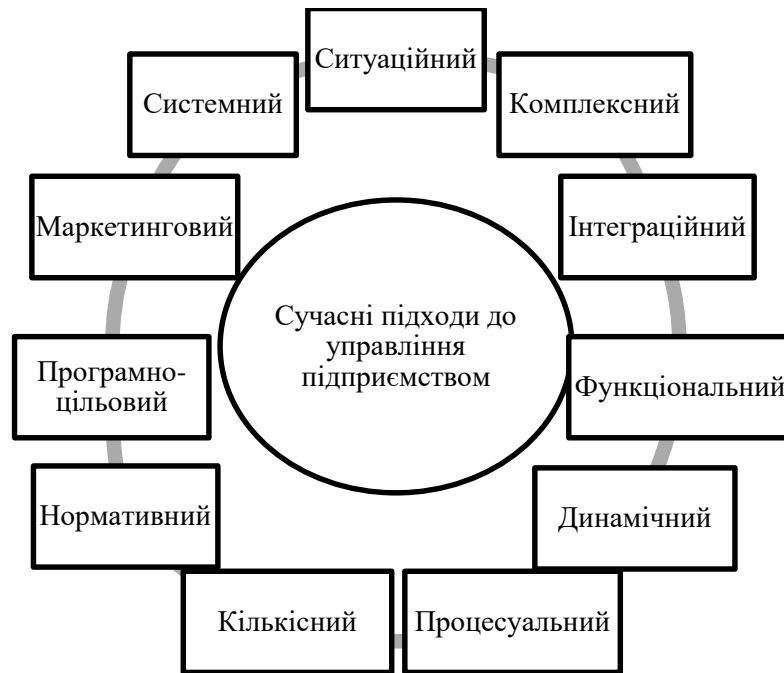 Ситуаційний
Системний
Комплексний
Маркетинговий
Інтеграційний
Сучасні підходи до
управління
підприємством
Програмно-
цільовий
Функціональний
Нормативний
Динамічний
Кількісний
Процесуальний